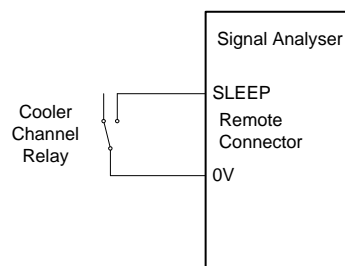 Signal Analyser
SLEEP
Cooler
Channel
Relay
Remote
Connector
0V